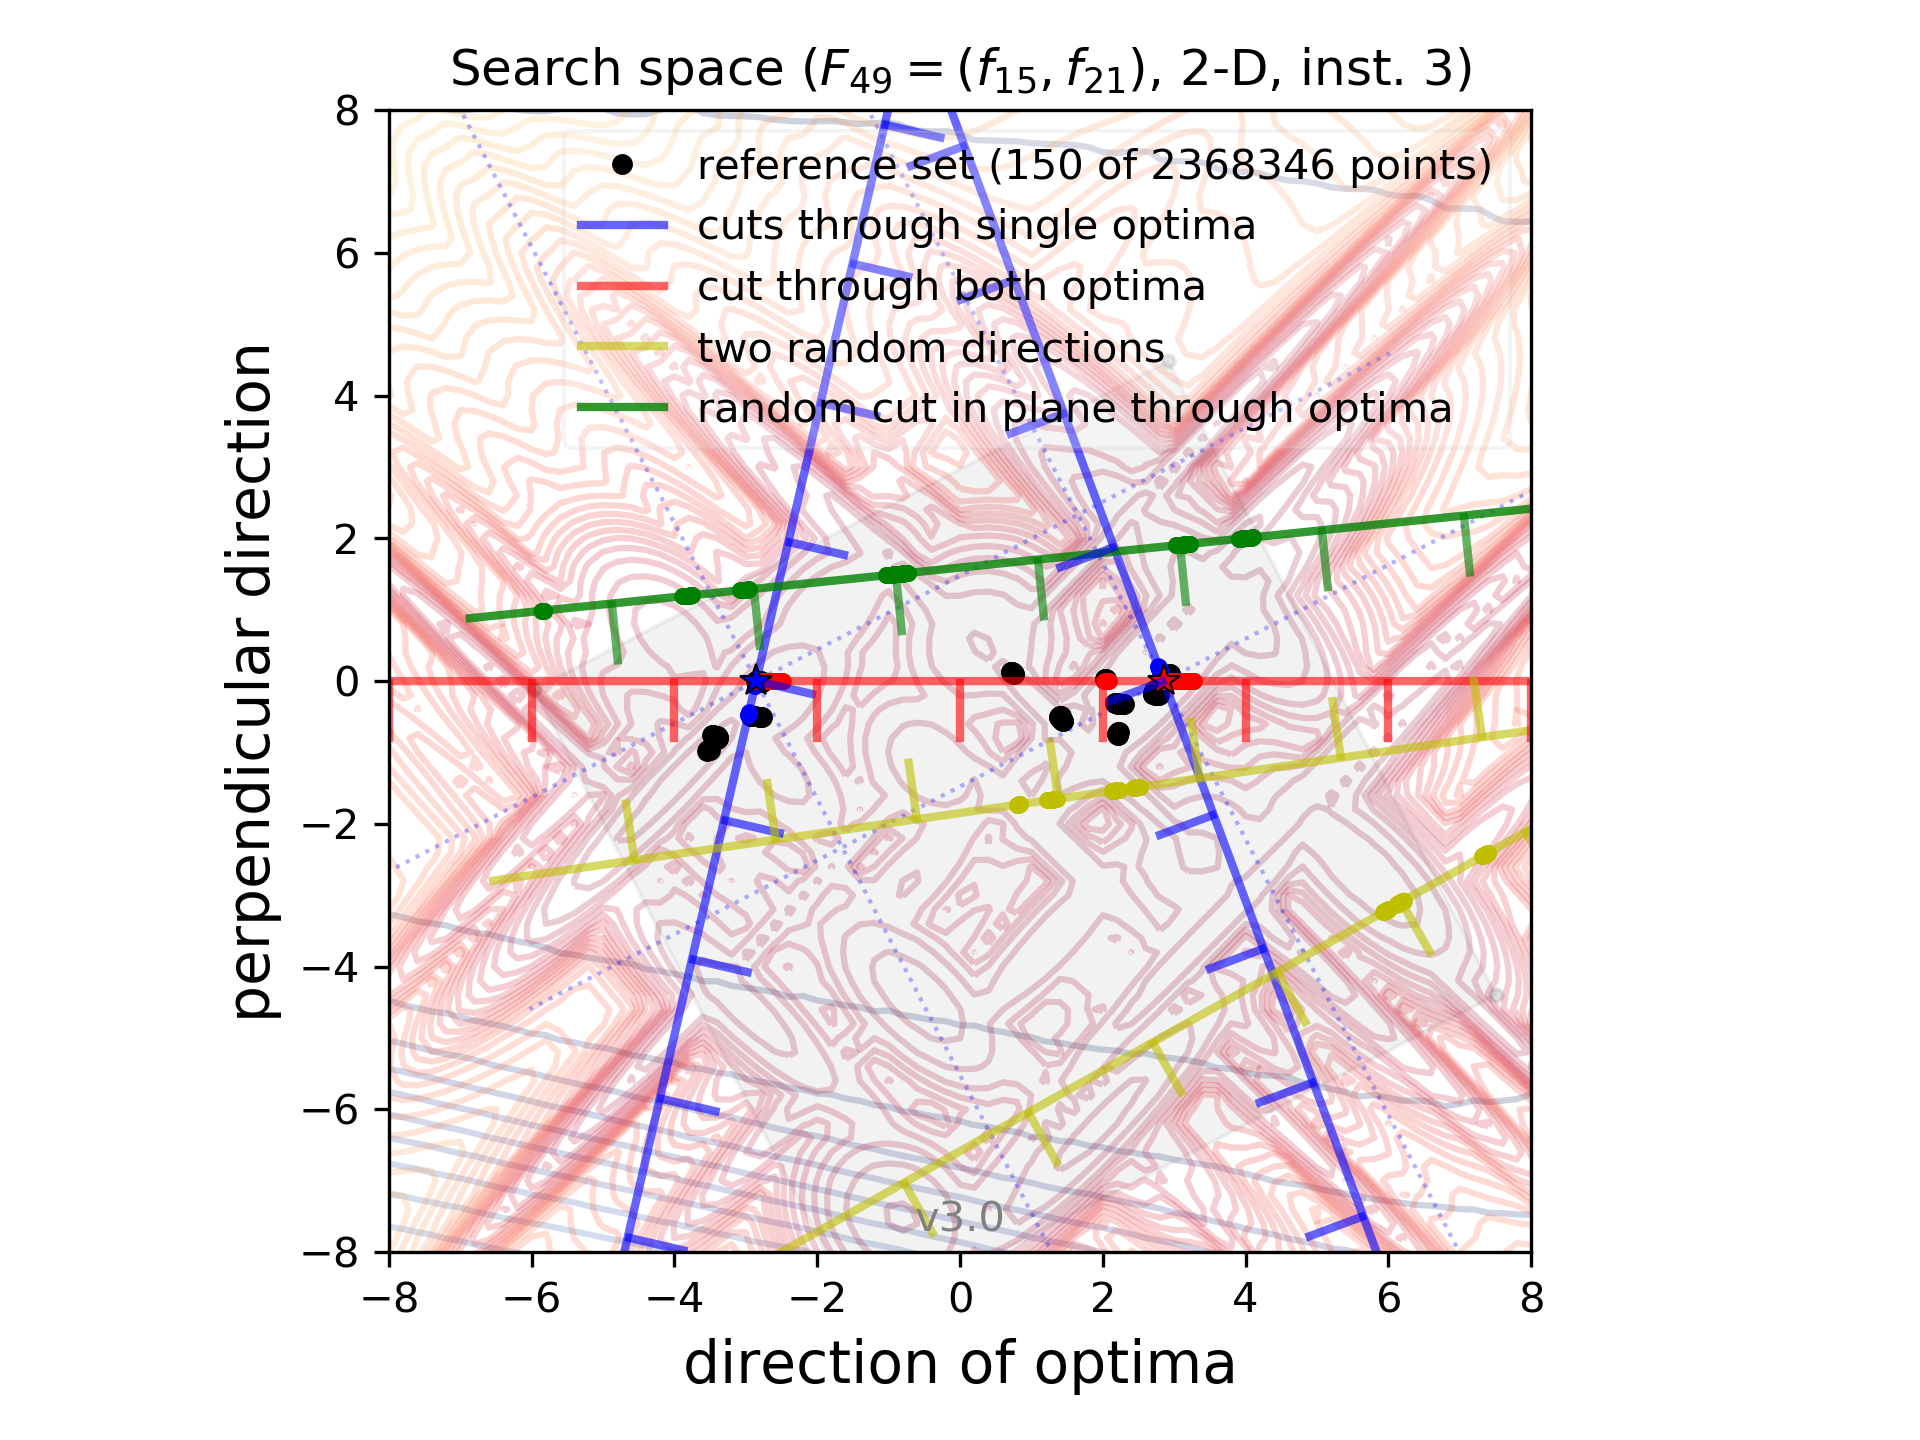 Search space (F49 = (f15, f21), 2-D, inst. 3)
8
6
4
2
0
−2
−4
−6
−8
perpendicular direction
reference set (150 of 2368346 points)
cuts through single optima
cut through both optima
two random directions
random cut in plane through optima
v3.0
−8 −6 −4 −2 0 2 4 6 8
direction of optima